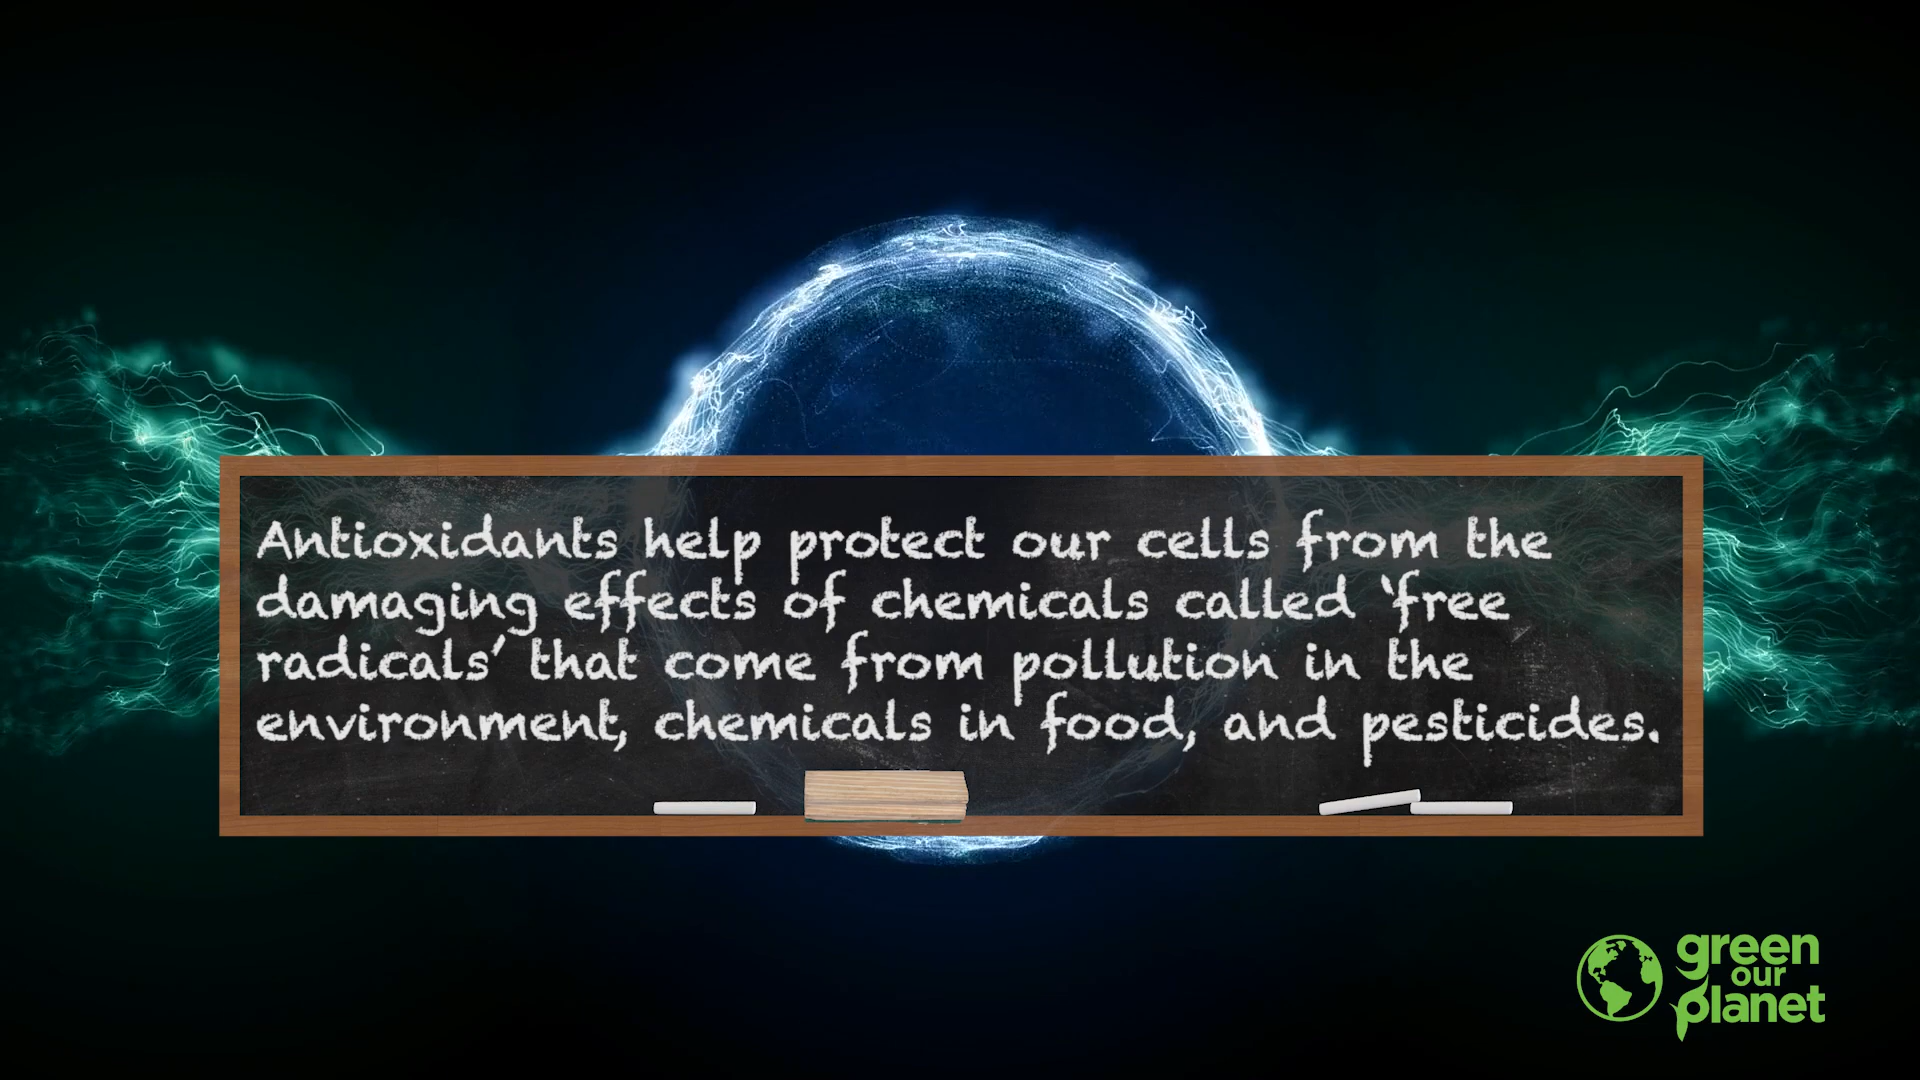 Antioxidants help protect our cells from the
damaging effects of chemicals called ‘free
radicals’ that come from pollution in the
environment, chemicals in food, and pesticides.
green
our
planet